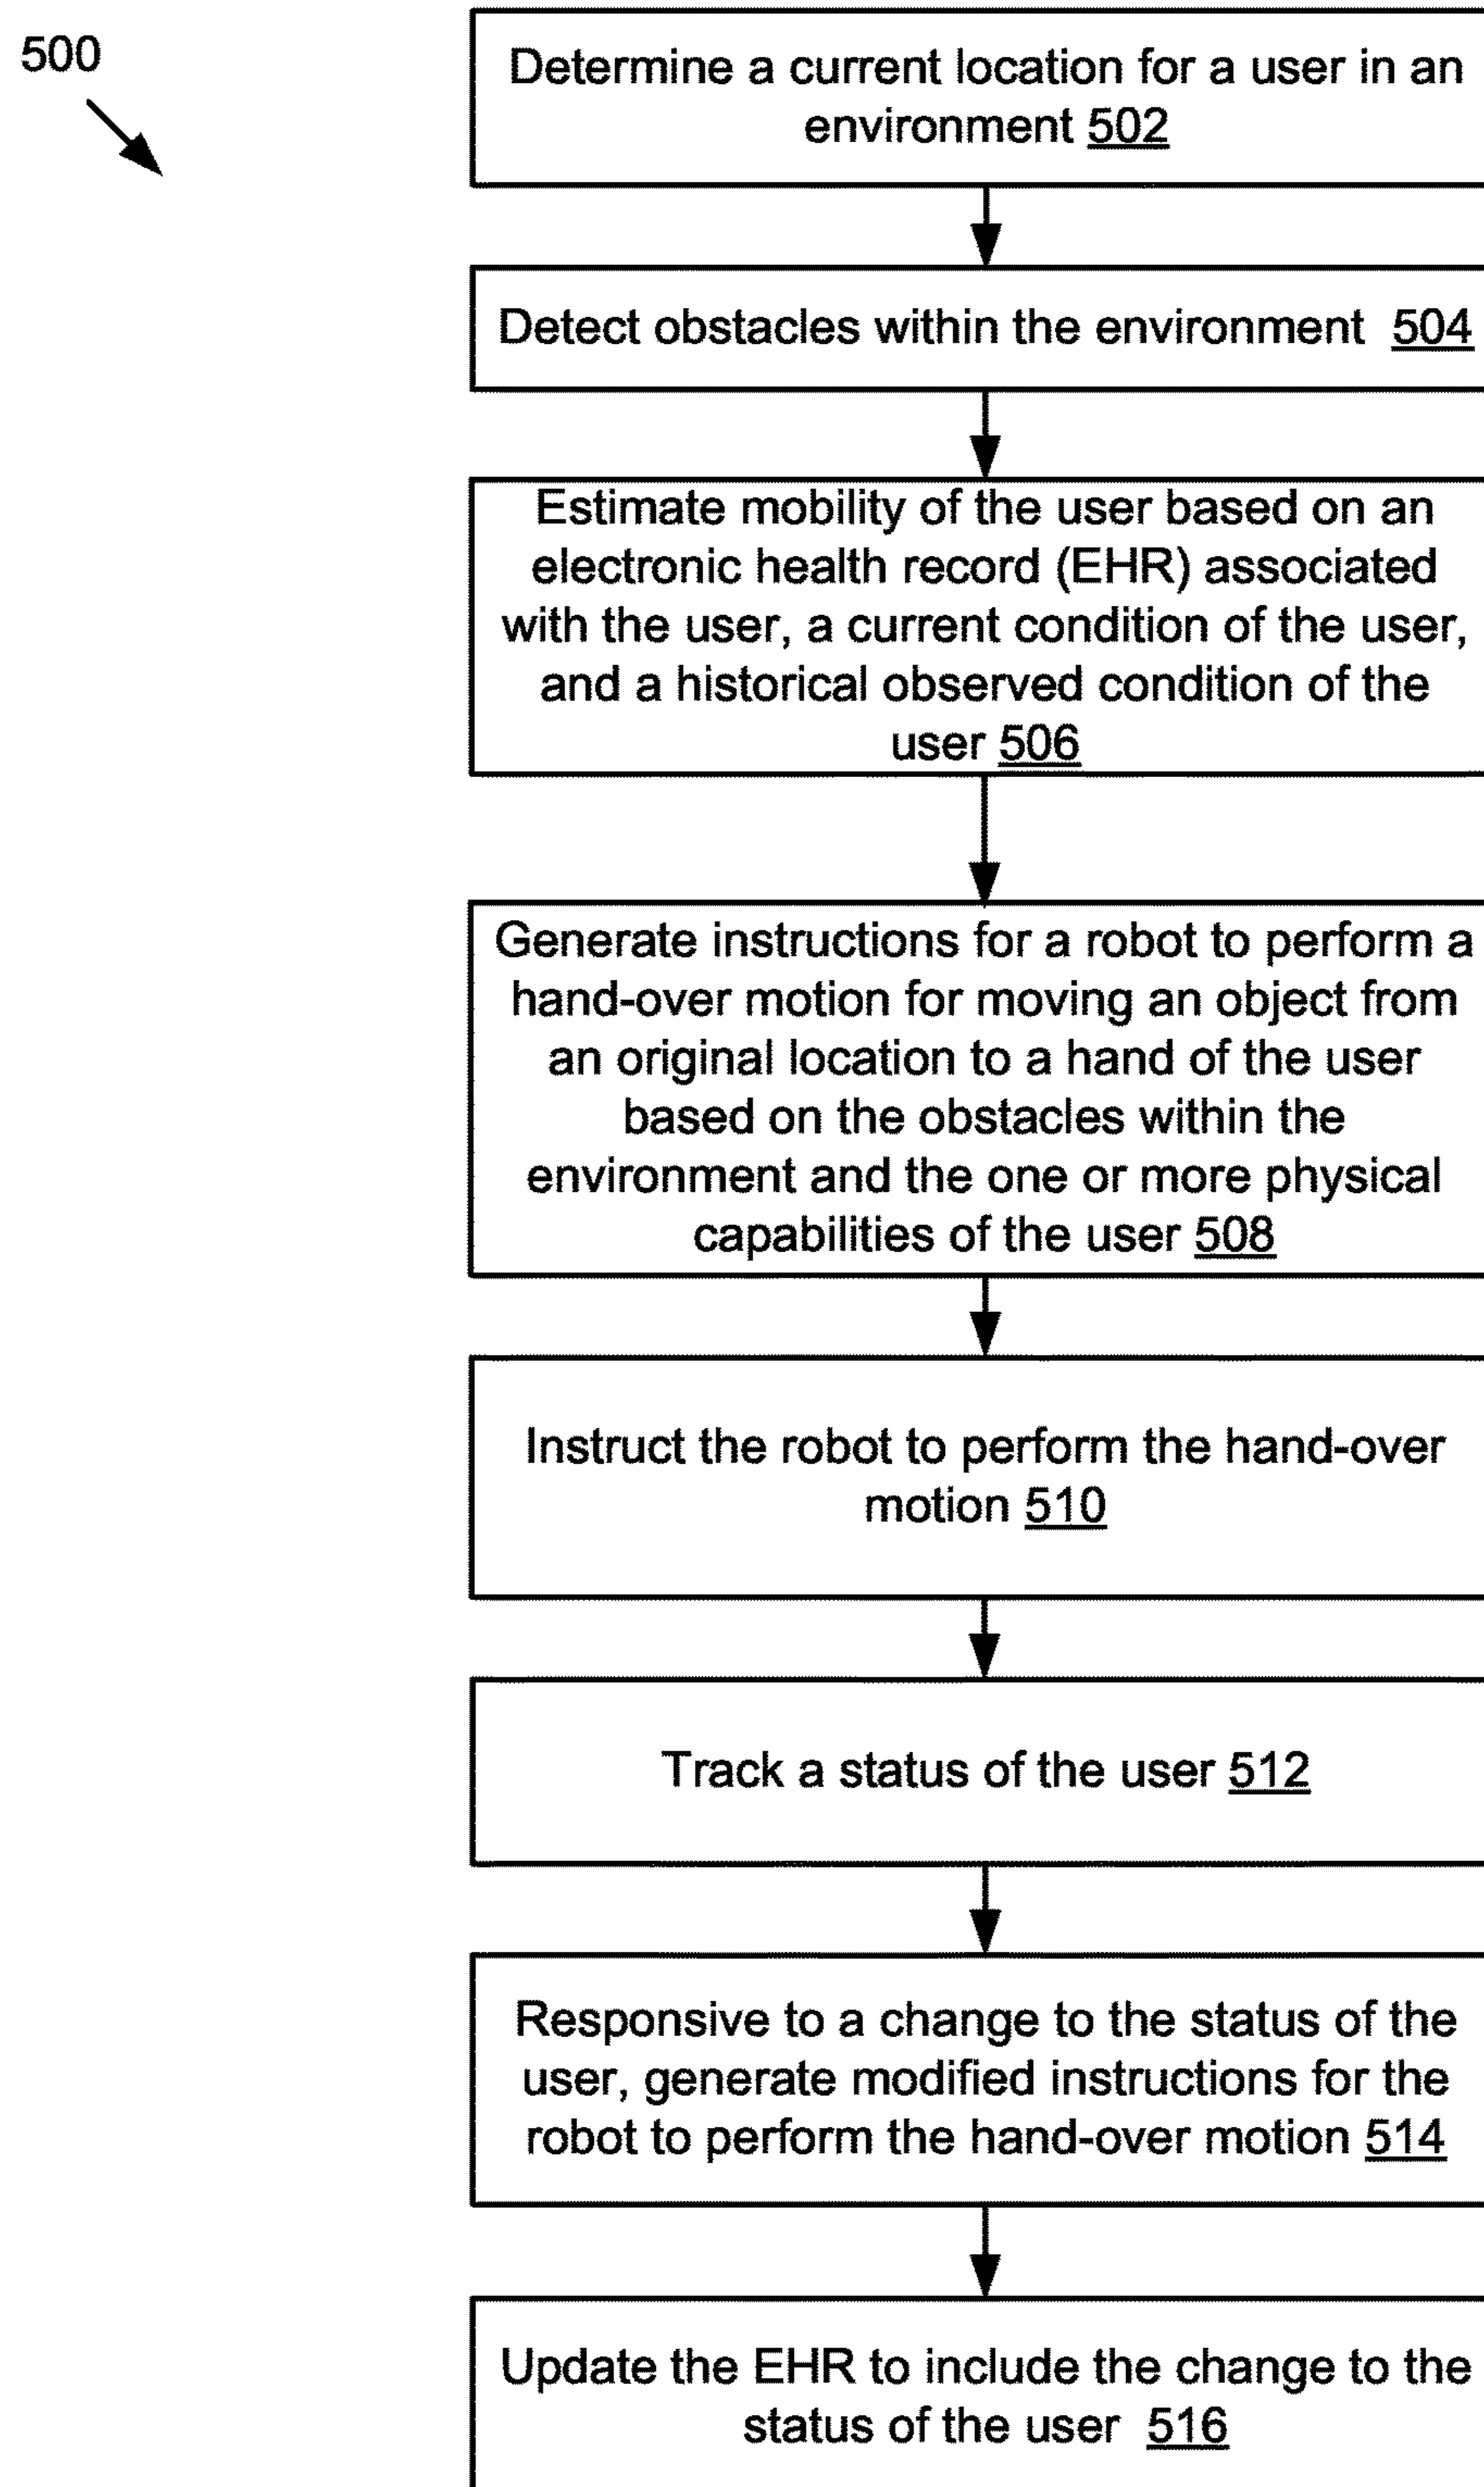 500
Determine a current location for a user in an
environment 502
Detect obstacles within the environment 504
Estimate mobility of the user based on an
electronic health record (EHR) associated
with the user, a current condition of the user,
and a historical observed condition of the
user 506
Generate instructions for a robot to perform a
hand-over motion for moving an object from
an original location to a hand of the user
based on the obstacles within the
environment and the one or more physical
capabilities of the user 508
Instruct the robot to perform the hand-over
motion 510
Track a status of the user 512
Responsive to a change to the status of the
user, generate modified instructions for the
robot to perform the hand-over motion 514
Update the EHR to include the change to the
status of the user 516